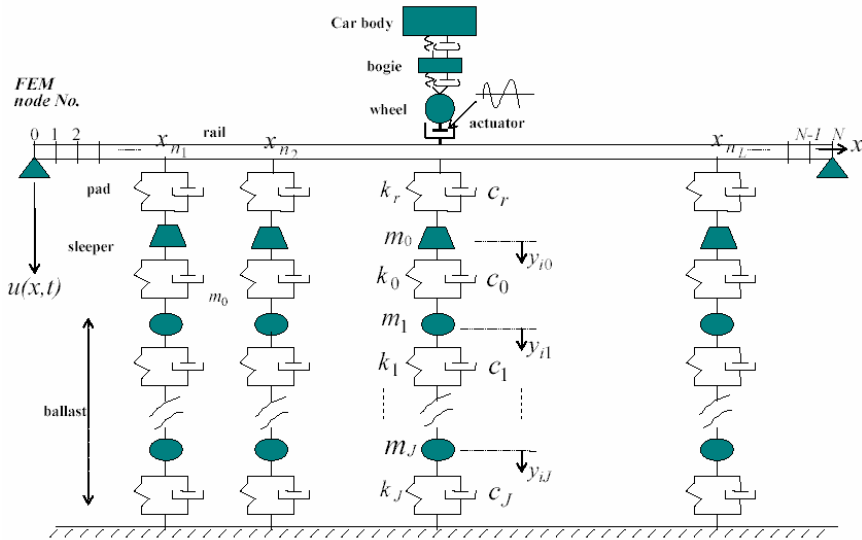 Car body
bogie
wheel
actuator
FEM
node No.
0 1 2
x_{n_1}
rail
x_{n_2}
x_{n_L}
N-1 N
x
pad
k_r c_r
sleeper
m_0
y_{i0}
u(x,t)
m_0
k_0 c_0
m_1
y_{i1}
k_1 c_1
ballast
m_J
y_{iJ}
k_J c_J